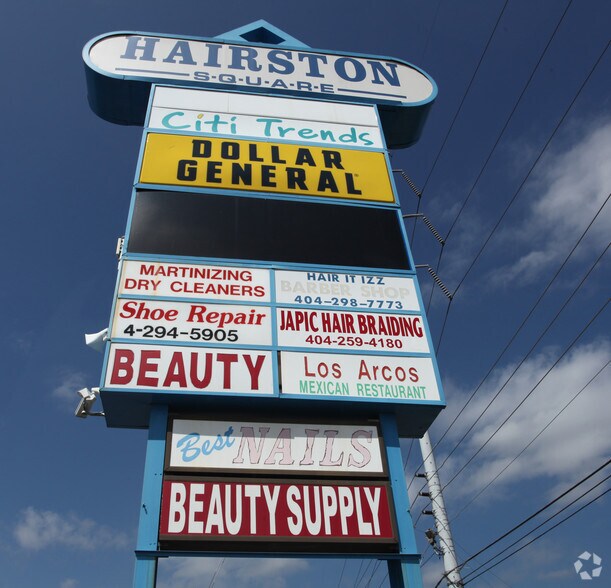 HAIRSTON
S•Q•U•A•R•E
Citi Trends
DOLLAR
GENERAL
MARTINIZING
DRY CLEANERS
HAIR IT IZZ
BARBER SHOP
404-298-7773
Shoe Repair
4-294-5905
JAPIC HAIR BRAIDING
404-259-4180
BEAUTY
Los Arcos
MEXICAN RESTAURANT
Best NAILS
BEAUTY SUPPLY